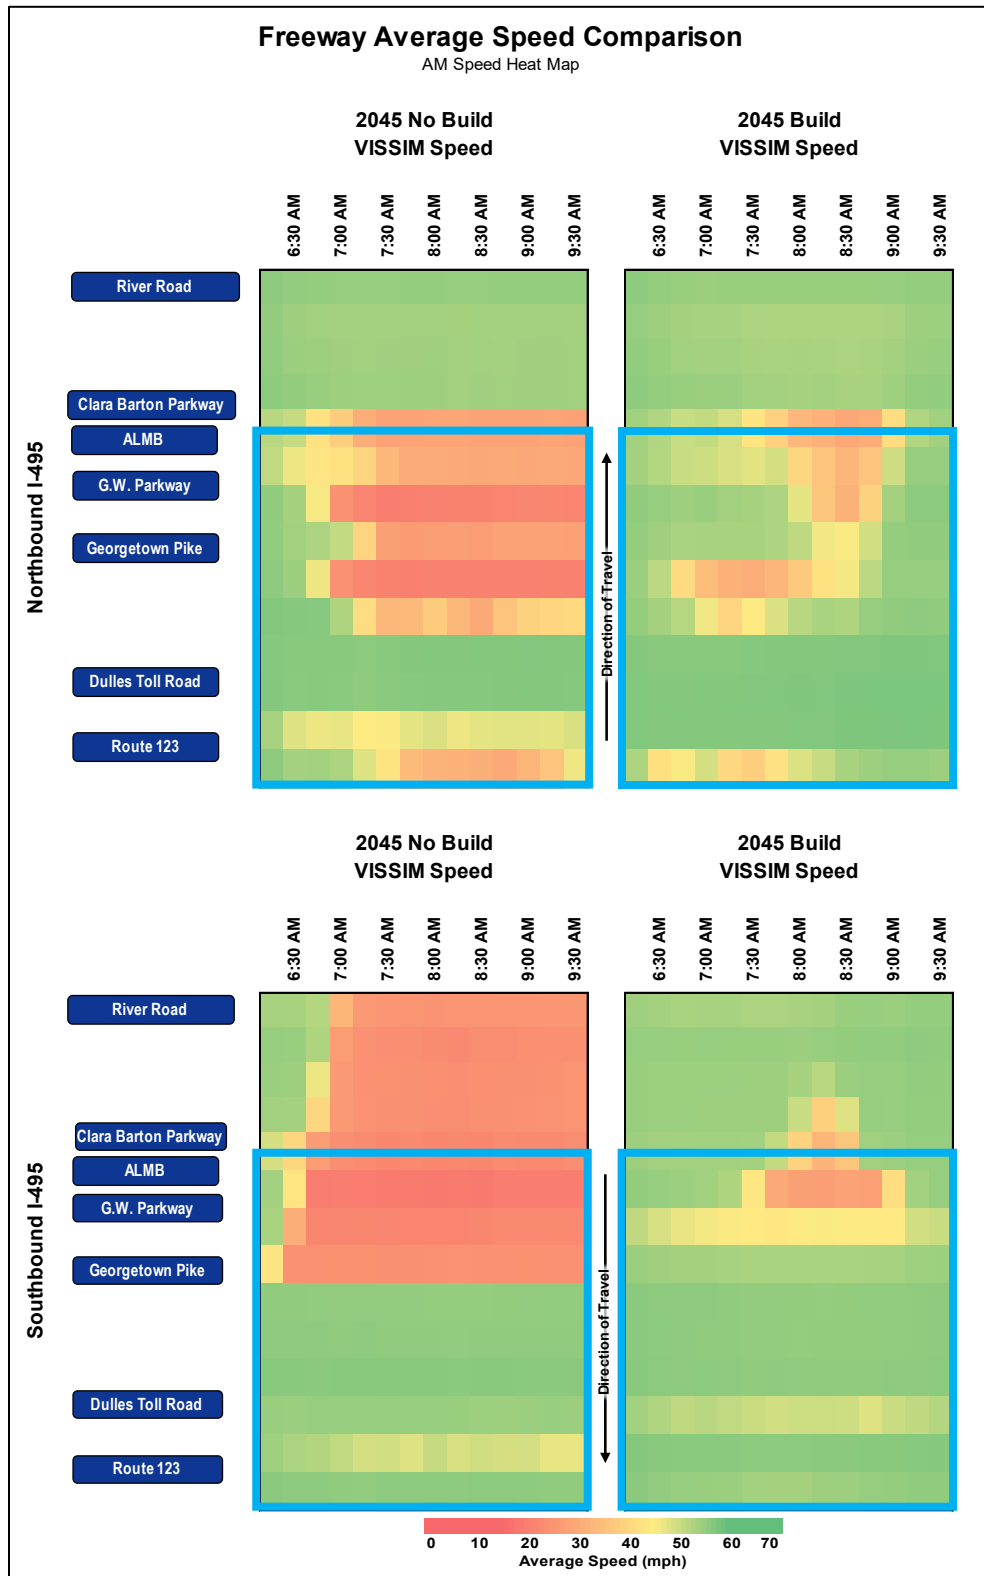 Freeway Average Speed Comparison
AM Speed Heat Map
2045 No Build
VISSIM Speed
2045 Build
VISSIM Speed
6:30 AM
7:00 AM
7:30 AM
8:00 AM
8:30 AM
9:00 AM
9:30 AM
6:30 AM
7:00 AM
7:30 AM
8:00 AM
8:30 AM
9:00 AM
9:30 AM
Northbound I-495
River Road
Clara Barton Parkway
ALMB
G.W. Parkway
Georgetown Pike
Dulles Toll Road
Route 123
Direction of Travel
2045 No Build
VISSIM Speed
2045 Build
VISSIM Speed
6:30 AM
7:00 AM
7:30 AM
8:00 AM
8:30 AM
9:00 AM
9:30 AM
6:30 AM
7:00 AM
7:30 AM
8:00 AM
8:30 AM
9:00 AM
9:30 AM
Southbound I-495
River Road
Clara Barton Parkway
ALMB
G.W. Parkway
Georgetown Pike
Dulles Toll Road
Route 123
Direction of Travel
0 10 20 30 40 50 60 70
Average Speed (mph)